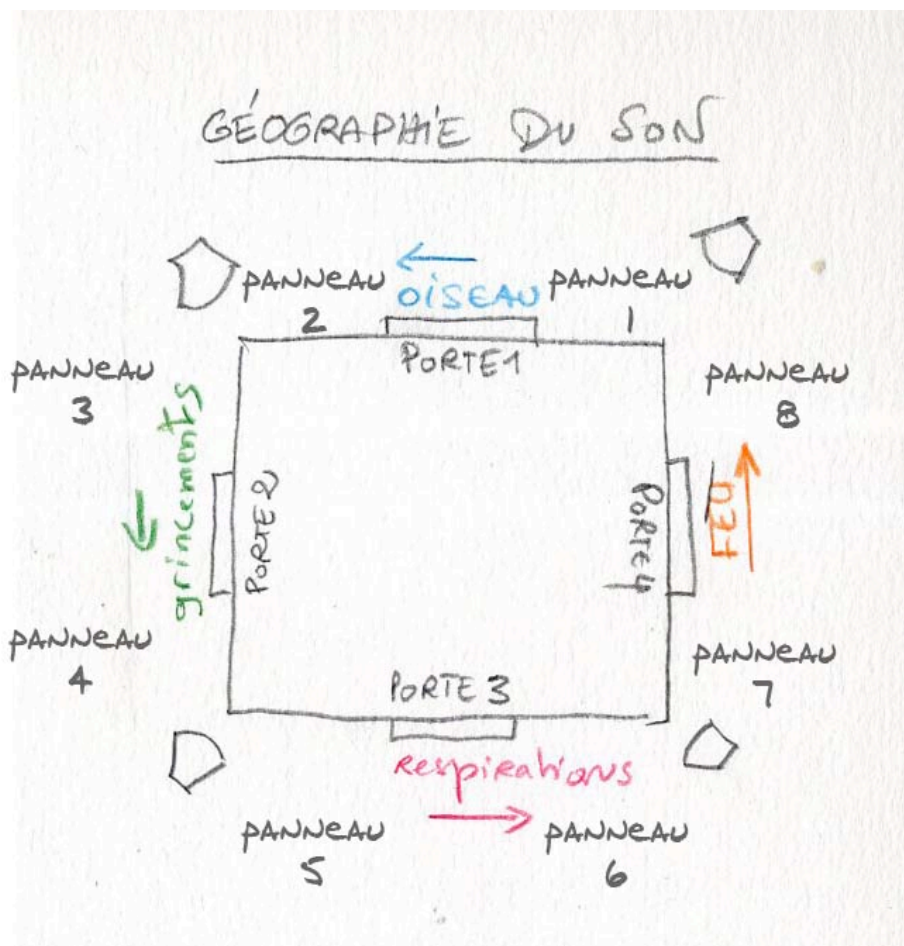 GÉOGRAPHIE DU SON
PANNEAU
2
OISEAU
PANNEAU
1
PORTE 1
PANNEAU
3
PANNEAU
8
grincements
PORTE 2
PORTE 4
FEU
PANNEAU
4
PANNEAU
7
PORTE 3
Respirations
PANNEAU
5
PANNEAU
6